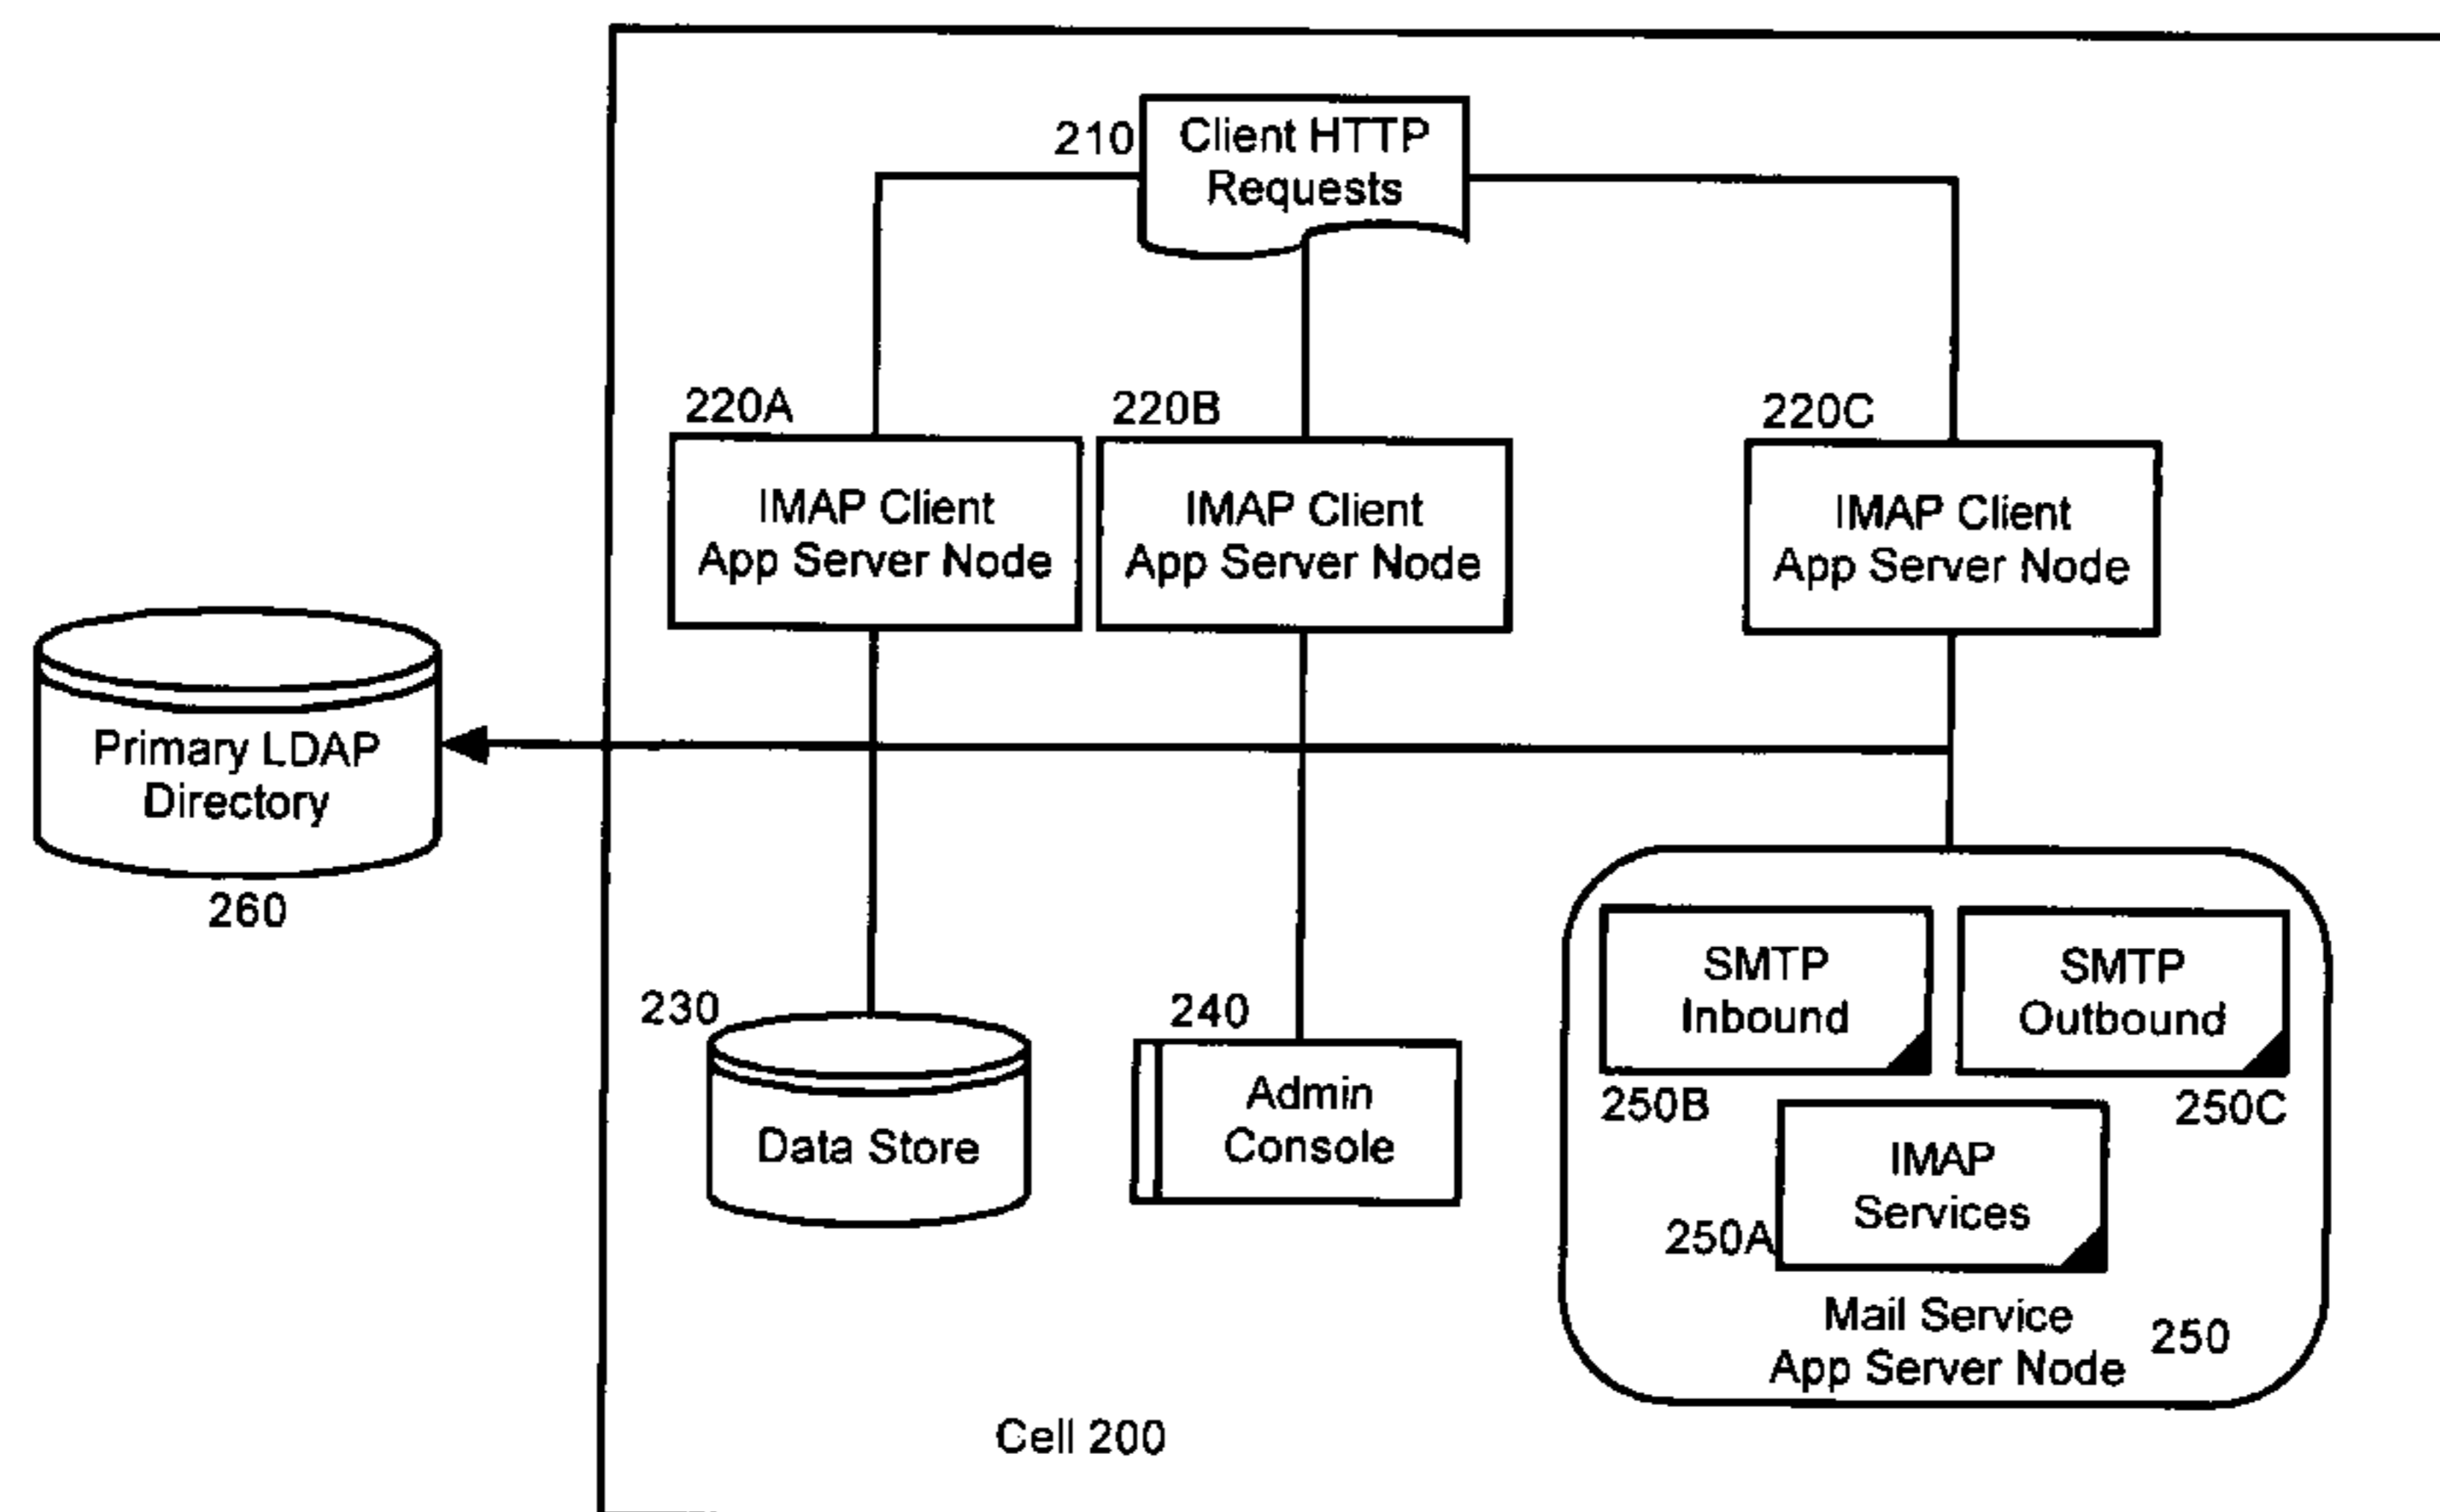 210
Client HTTP
Requests
220A
220B
220C
IMAP Client
App Server Node
IMAP Client
App Server Node
IMAP Client
App Server Node
Primary LDAP
Directory
260
230
Data Store
240
Admin
Console
SMTP
Inbound
250B
SMTP
Outbound
250C
IMAP
Services
250A
Mail Service
App Server Node
250
Cell 200